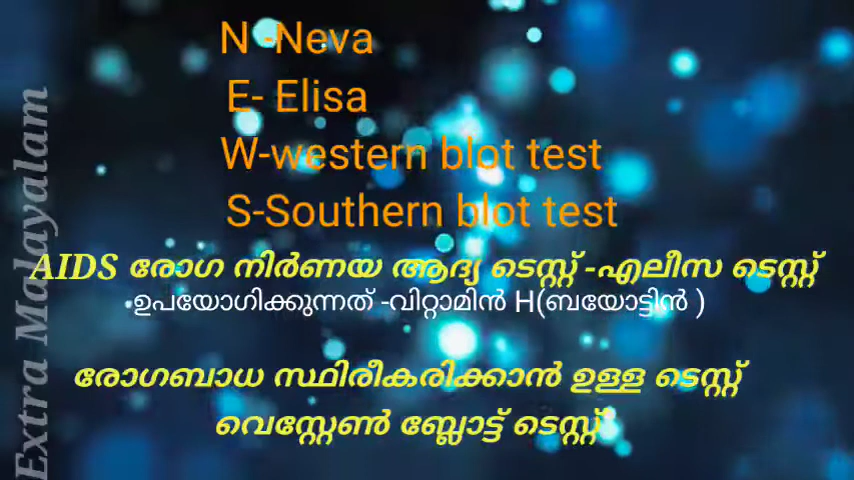 N -Neva
E- Elisa
W-western blot test
S-Southern blot test
AIDS രോഗ നിർണയ ആദ്യ ടെസ്റ്റ് -എലീസ ടെസ്റ്റ്
•ഉപയോഗിക്കുന്നത് -വിറ്റാമിൻ H(ബയോട്ടിൻ )
രോഗബാധ സ്ഥിരീകരിക്കാൻ ഉള്ള ടെസ്റ്റ്
വെസ്റ്റേൺ ബ്ലോട്ട് ടെസ്റ്റ്
Extra Malayalam